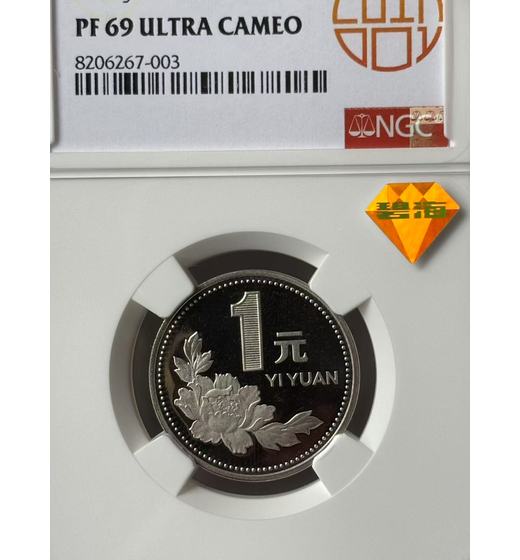 PF 69 ULTRA CAMEO
8206267-003
NGC
碧海
1
元
YI YUAN